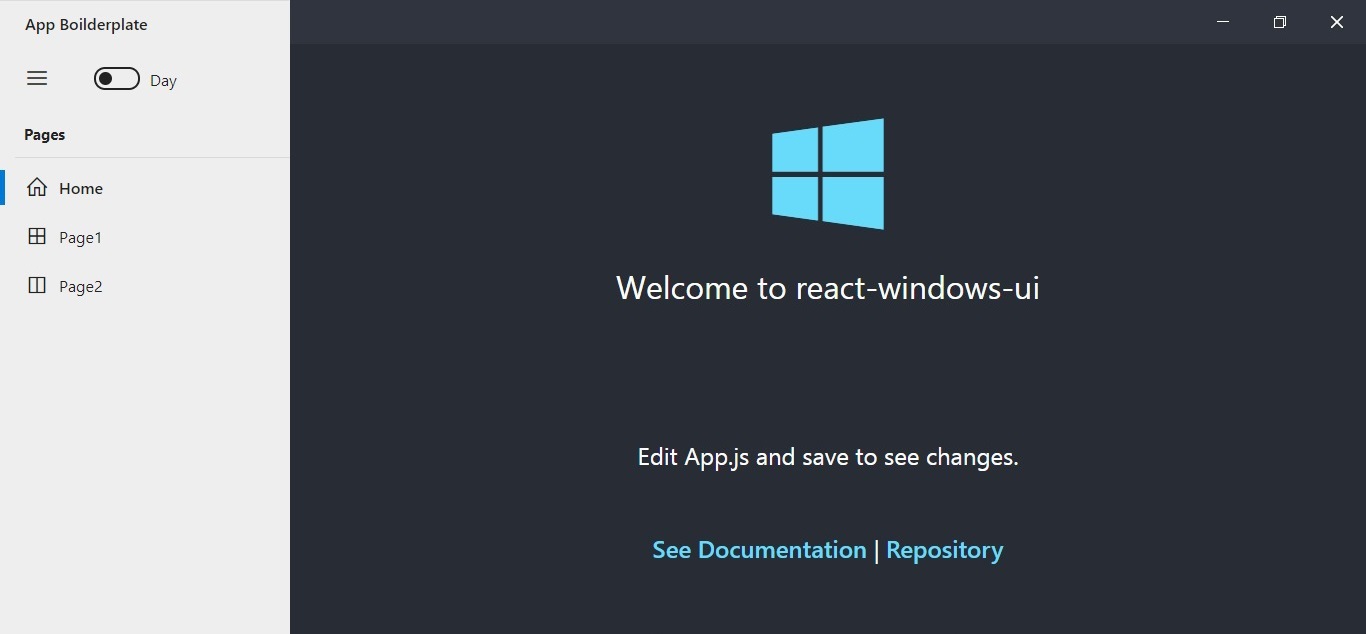 App Boilderplate
Day
Pages
Home
Page1
Page2
Welcome to react-windows-ui
Edit App.js and save to see changes.
See Documentation | Repository